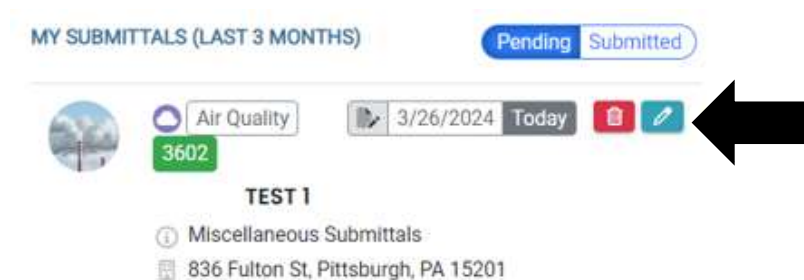 MY SUBMITTALS (LAST 3 MONTHS) Pending Submitted
Air Quality 3/26/2024 Today
3602
TEST 1
Miscellaneous Submittals
836 Fulton St, Pittsburgh, PA 15201